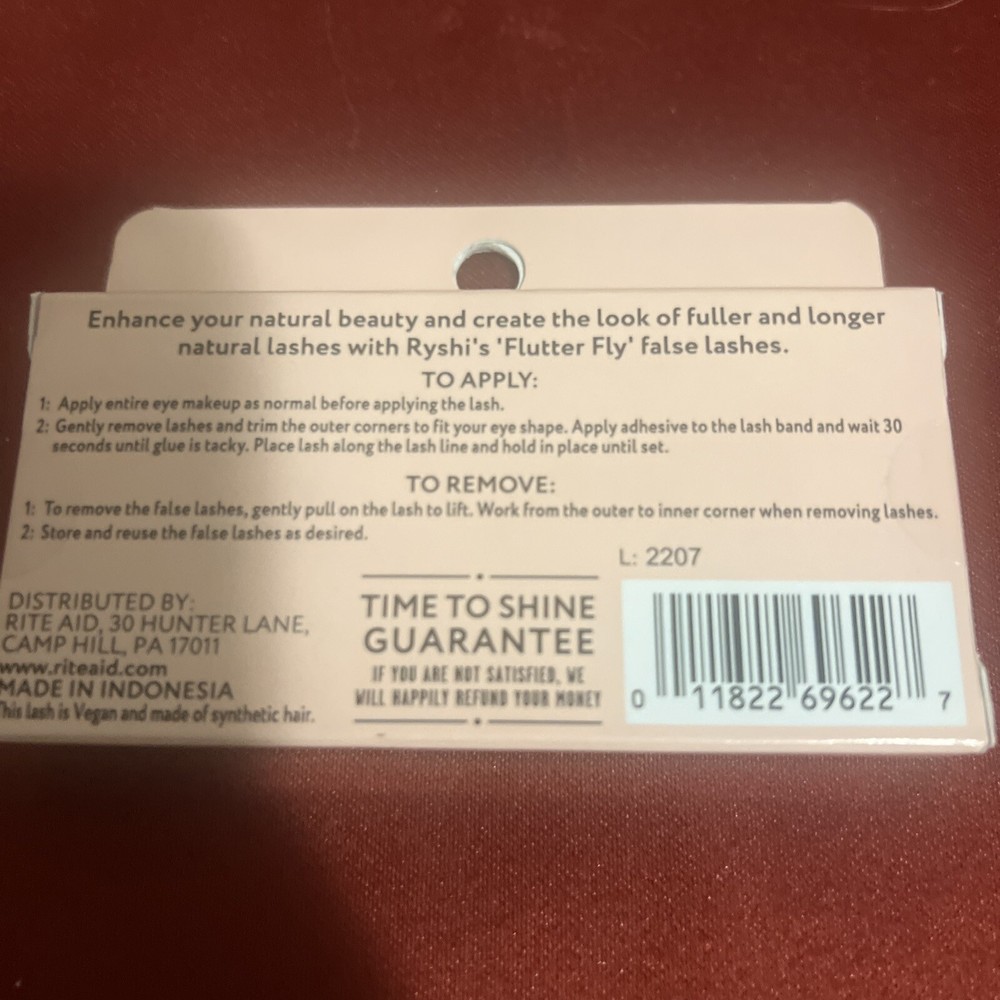 Enhance your natural beauty and create the look of fuller and longer
natural lashes with Ryshi's 'Flutter Fly' false lashes.
TO APPLY:
1: Apply entire eye makeup as normal before applying the lash.
2: Gently remove lashes and trim the outer corners to fit your eye shape. Apply adhesive to the lash band and wait 30
seconds until glue is tacky. Place lash along the lash line and hold in place until set.
TO REMOVE:
1: To remove the false lashes, gently pull on the lash to lift. Work from the outer to inner corner when removing lashes.
2: Store and reuse the false lashes as desired.
L: 2207
DISTRIBUTED BY:
RITE AID, 30 HUNTER LANE,
CAMP HILL, PA 17011
www.riteaid.com
MADE IN INDONESIA
This lash is Vegan and made of synthetic hair.
TIME TO SHINE
GUARANTEE
IF YOU ARE NOT SATISFIED, WE
WILL HAPPILY REFUND YOUR MONEY
0 11822 69622 7